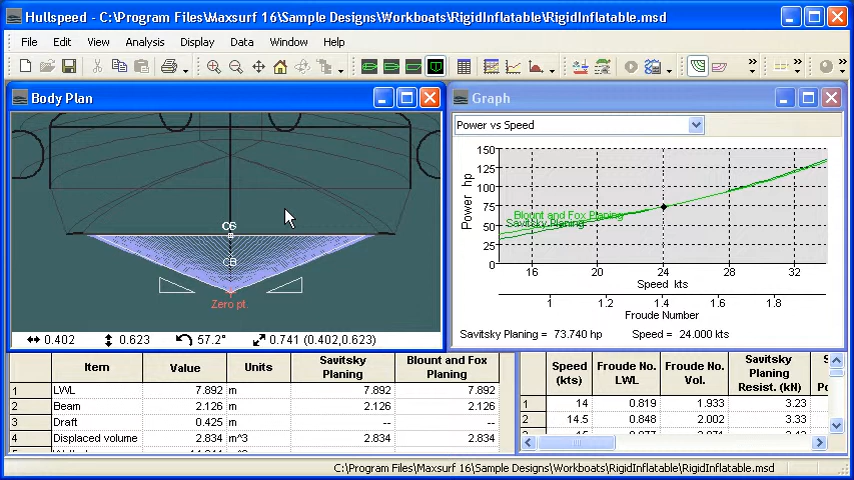 Hullspeed - C:\Program Files\Maxsurf 16\Sample Designs\Workboats\RigidInflatable\RigidInflatable.msd
File Edit View Analysis Display Data Window Help
Body Plan
CG
CB
Zero pt.
0.402 0.623 57.2° 0.741 (0.402,0.623)
Graph
Power vs Speed
Power hp
150
125
100
75
50
25
0
Blount and Fox Planing
Savitsky Planing
16 20 24 28 32
Speed kts
1 1.2 1.4 1.6 1.8
Froude Number
Savitsky Planing = 73.740 hp Speed = 24.000 kts
Item Value Units Savitsky Planing Blount and Fox Planing
1 LWL 7.892 m 7.892 7.892
2 Beam 2.126 m 2.126 2.126
3 Draft 0.425 m -- --
4 Displaced volume 2.834 m^3 2.834 2.834
Speed (kts) Froude No. LWL Froude No. Vol. Savitsky Planing Resist. (kN)
1 14 0.819 1.933 3.23
2 14.5 0.848 2.002 3.33
C:\Program Files\Maxsurf 16\Sample Designs\Workboats\RigidInflatable\RigidInflatable.msd